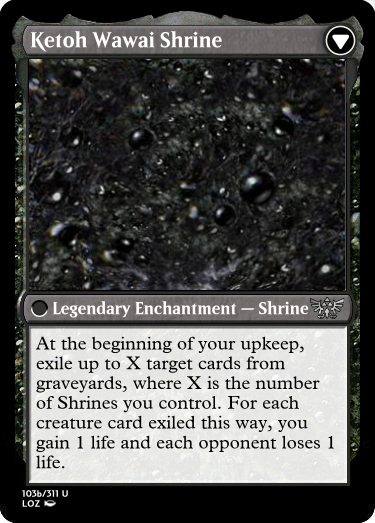 Ketoh Wawai Shrine
Legendary Enchantment — Shrine
At the beginning of your upkeep,
exile up to X target cards from
graveyards, where X is the number
of Shrines you control. For each
creature card exiled this way, you
gain 1 life and each opponent loses 1
life.
103b/311 U
LOZ